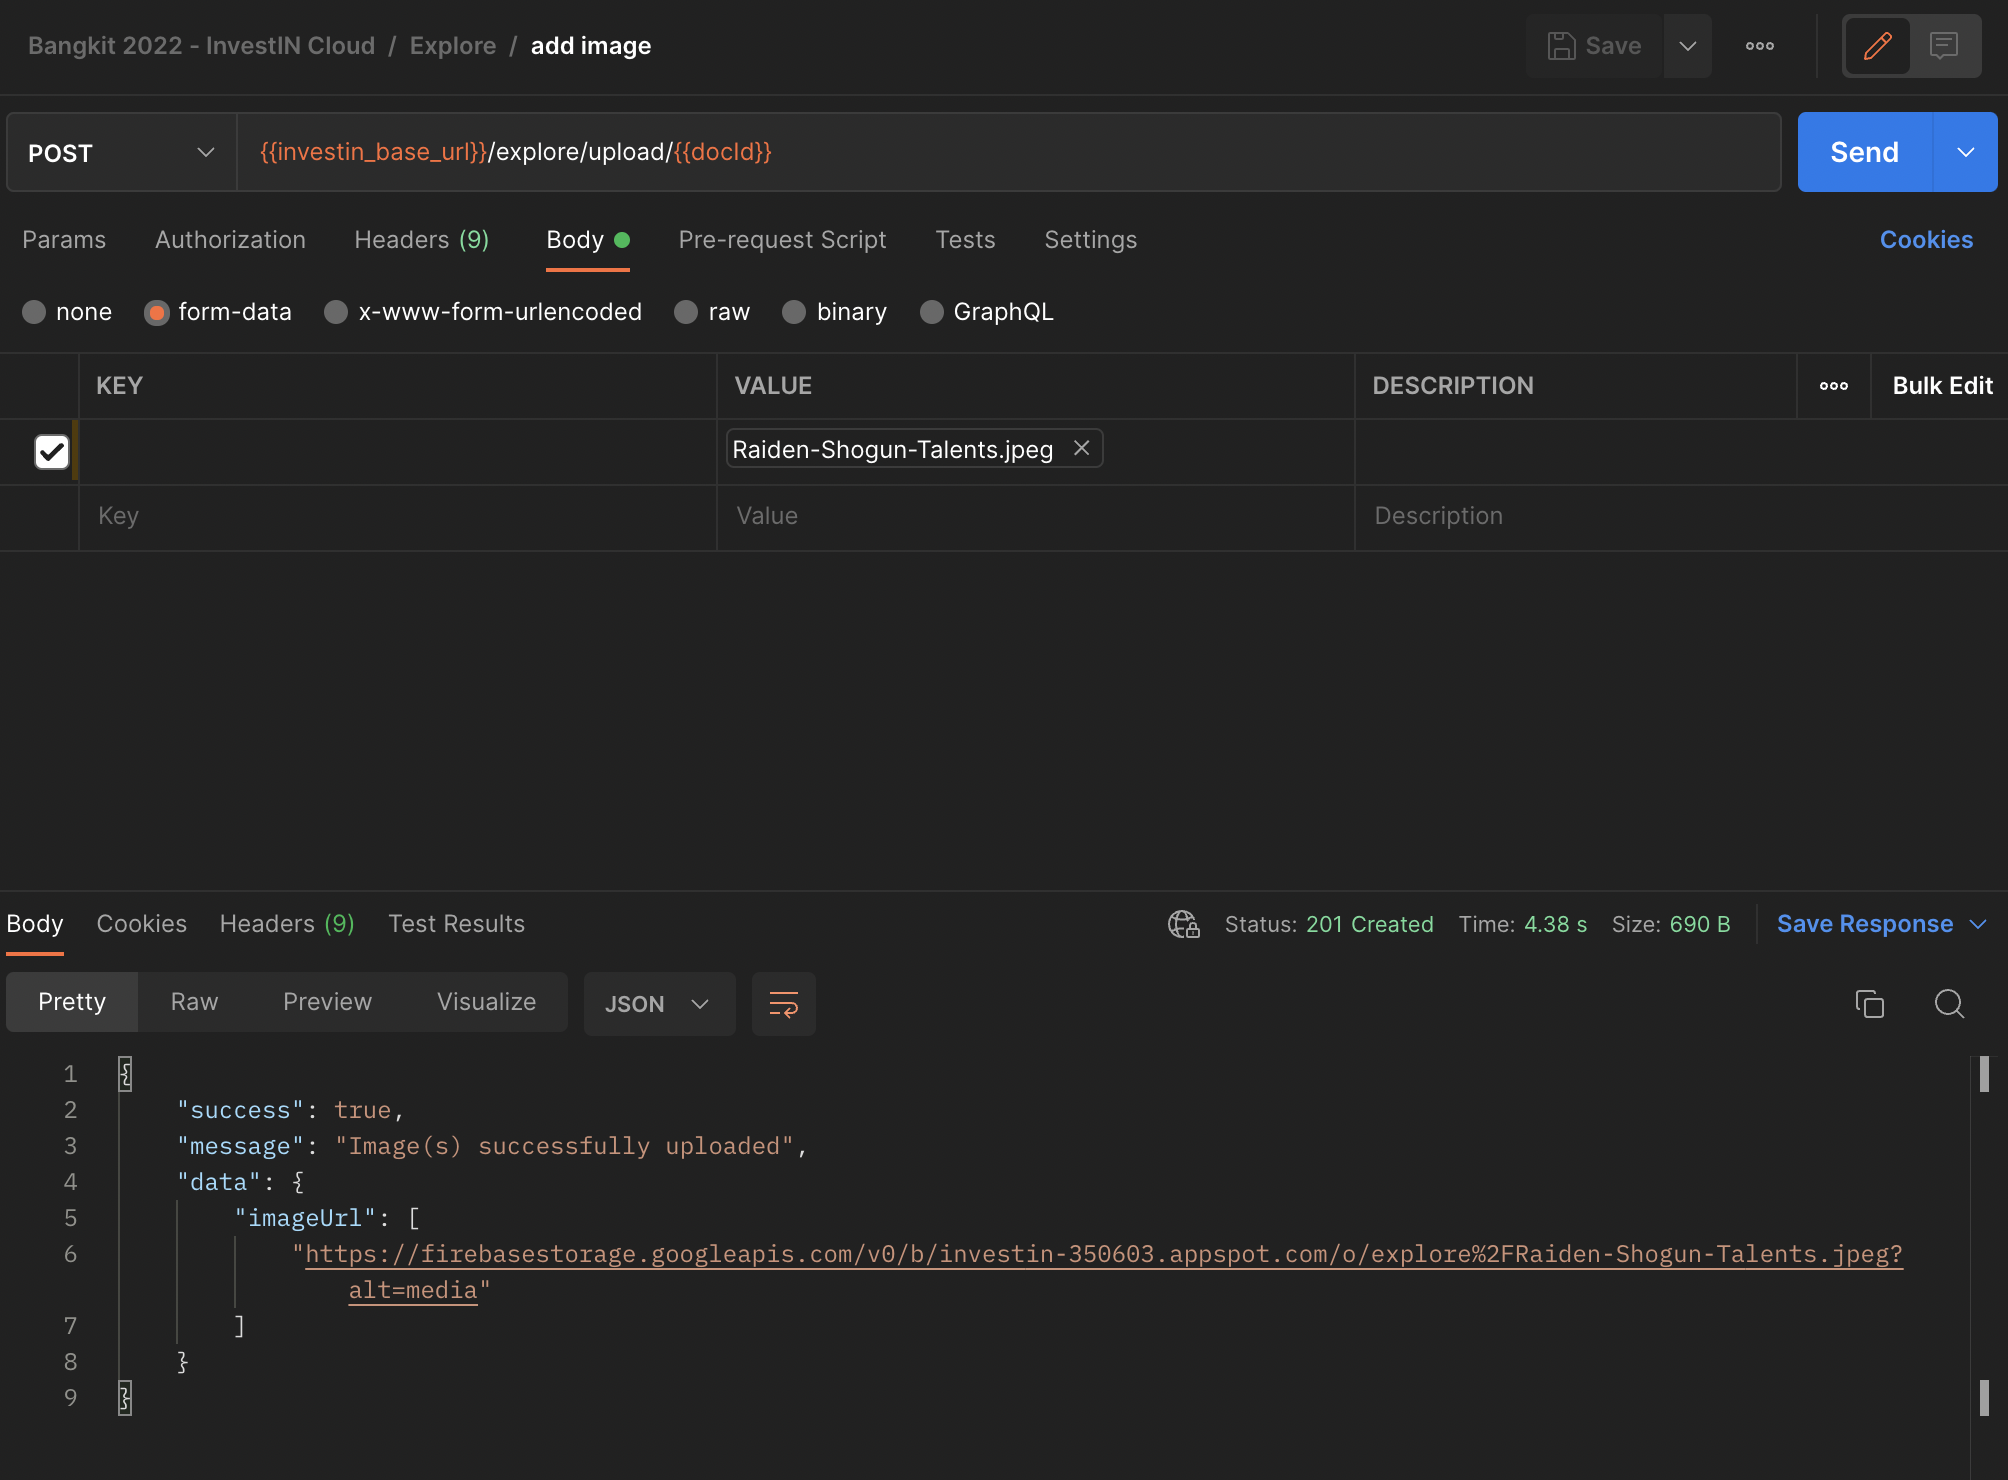 Bangkit 2022 - InvestIN Cloud / Explore / add image
Save
POST
{{investin_base_url}}/explore/upload/{{docId}}
Send
Params Authorization Headers (9) Body Pre-request Script Tests Settings Cookies
none form-data x-www-form-urlencoded raw binary GraphQL
KEY VALUE DESCRIPTION Bulk Edit
Raiden-Shogun-Talents.jpeg
Key Value Description
Body Cookies Headers (9) Test Results Status: 201 Created Time: 4.38 s Size: 690 B Save Response
Pretty Raw Preview Visualize JSON
1 {
2 "success": true,
3 "message": "Image(s) successfully uploaded",
4 "data": {
5 "imageUrl": [
6 "https://firebasestorage.googleapis.com/v0/b/investin-350603.appspot.com/o/explore%2FRaiden-Shogun-Talents.jpeg?
alt=media"
7 ]
8 }
9 }